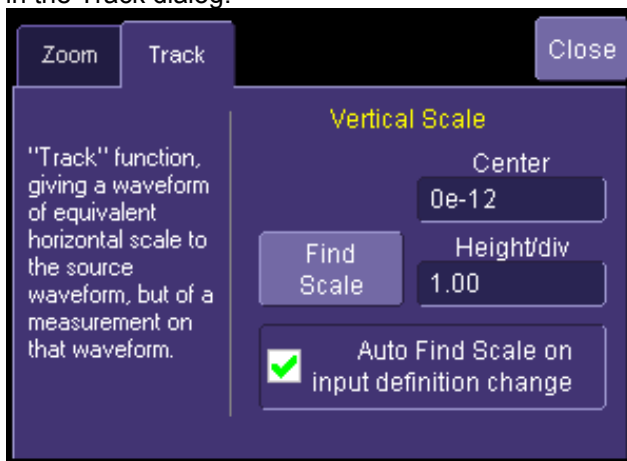 in the Track dialog.
Zoom
Track
Close
"Track" function,
giving a waveform
of equivalent
horizontal scale to
the source
waveform, but of a
measurement on
that waveform.
Vertical Scale
Center
0e-12
Find
Scale
Height/div
1.00
Auto Find Scale on
input definition change